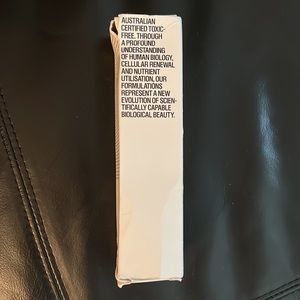 AUSTRALIAN
CERTIFIED TOXIC-
FREE. THROUGH
A PROFOUND
UNDERSTANDING
OF HUMAN BIOLOGY,
CELLULAR RENEWAL
AND NUTRIENT
UTILISATION, OUR
FORMULATIONS
REPRESENT A NEW
EVOLUTION OF SCIEN-
TIFICALLY CAPABLE
BIOLOGICAL BEAUTY.